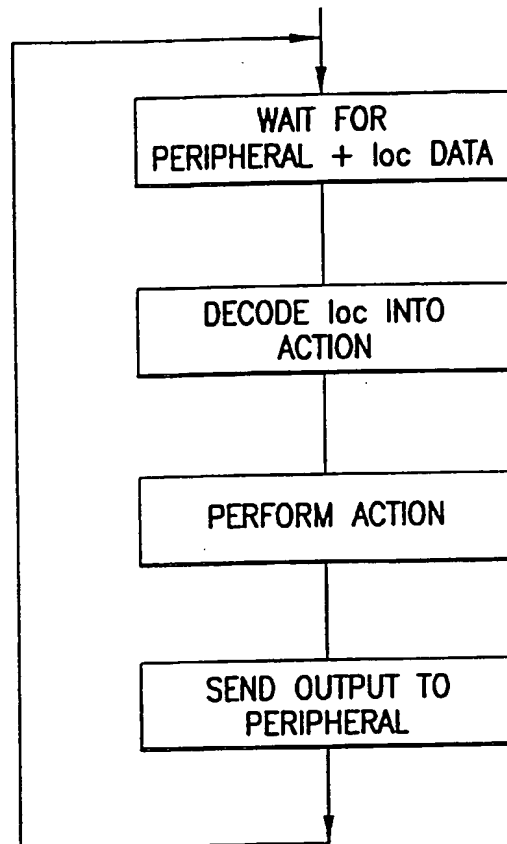 WAIT FOR
PERIPHERAL + loc DATA
DECODE loc INTO
ACTION
PERFORM ACTION
SEND OUTPUT TO
PERIPHERAL